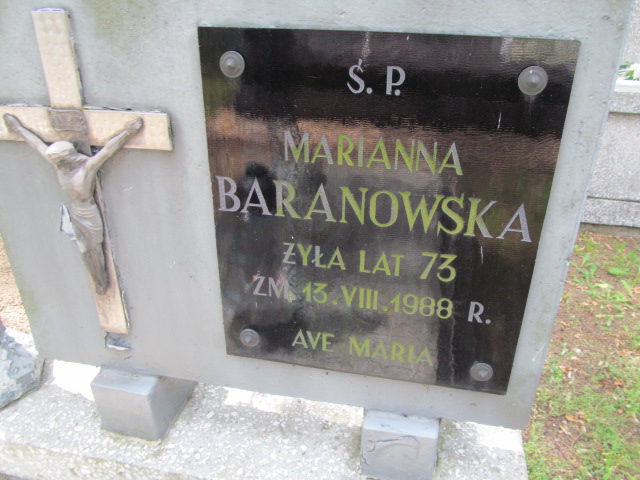 Ś. P.
MARIANNA
BARANOWSKA
ŻYŁA LAT 73
ZM. 13.VIII.1988 R.
AVE MARIA